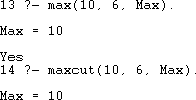 13 ?- max(10, 6, Max).
Max = 10
Yes
14 ?- maxcut(10, 6, Max).
Max = 10